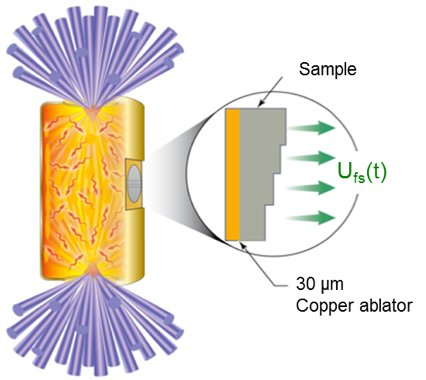 Sample
Ufs(t)
30 µm
Copper ablator